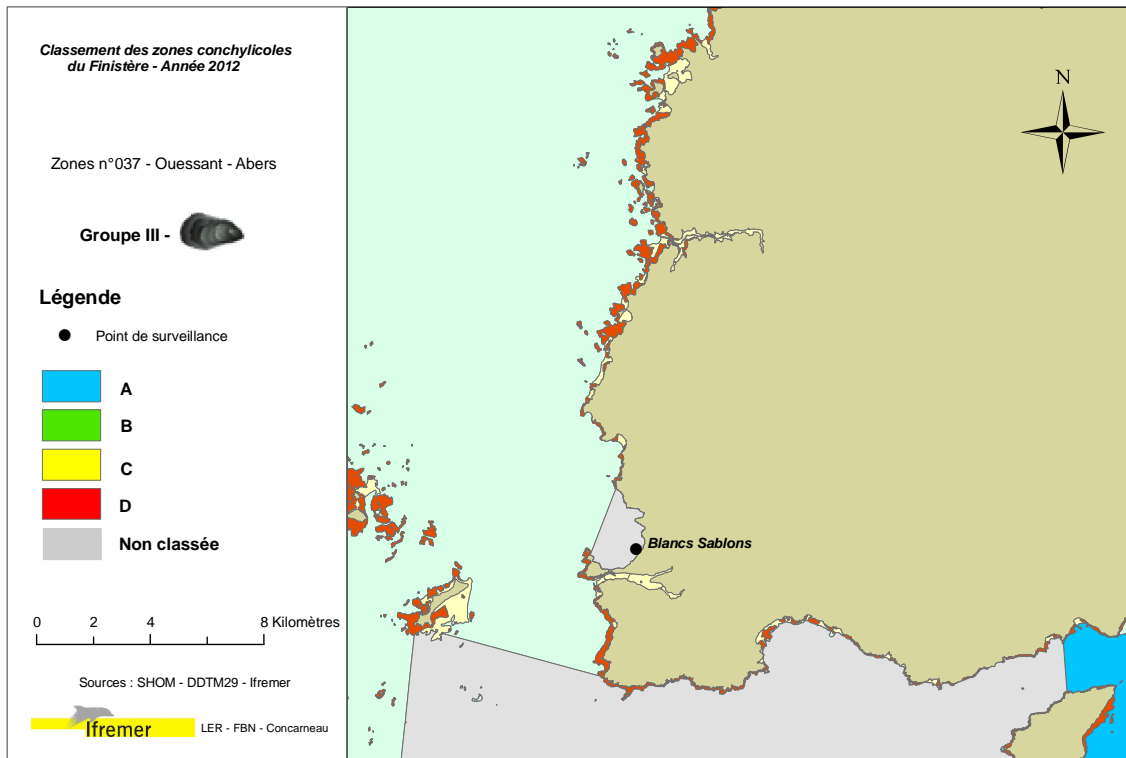 Classement des zones conchylicoles
du Finistère - Année 2012
Zones n°037 - Ouessant - Abers
Groupe III -
Légende
Point de surveillance
A
B
C
D
Non classée
0 2 4 8 Kilomètres
Sources : SHOM - DDTM29 - Ifremer
Ifremer
LER - FBN - Concarneau
N
Blancs Sablons